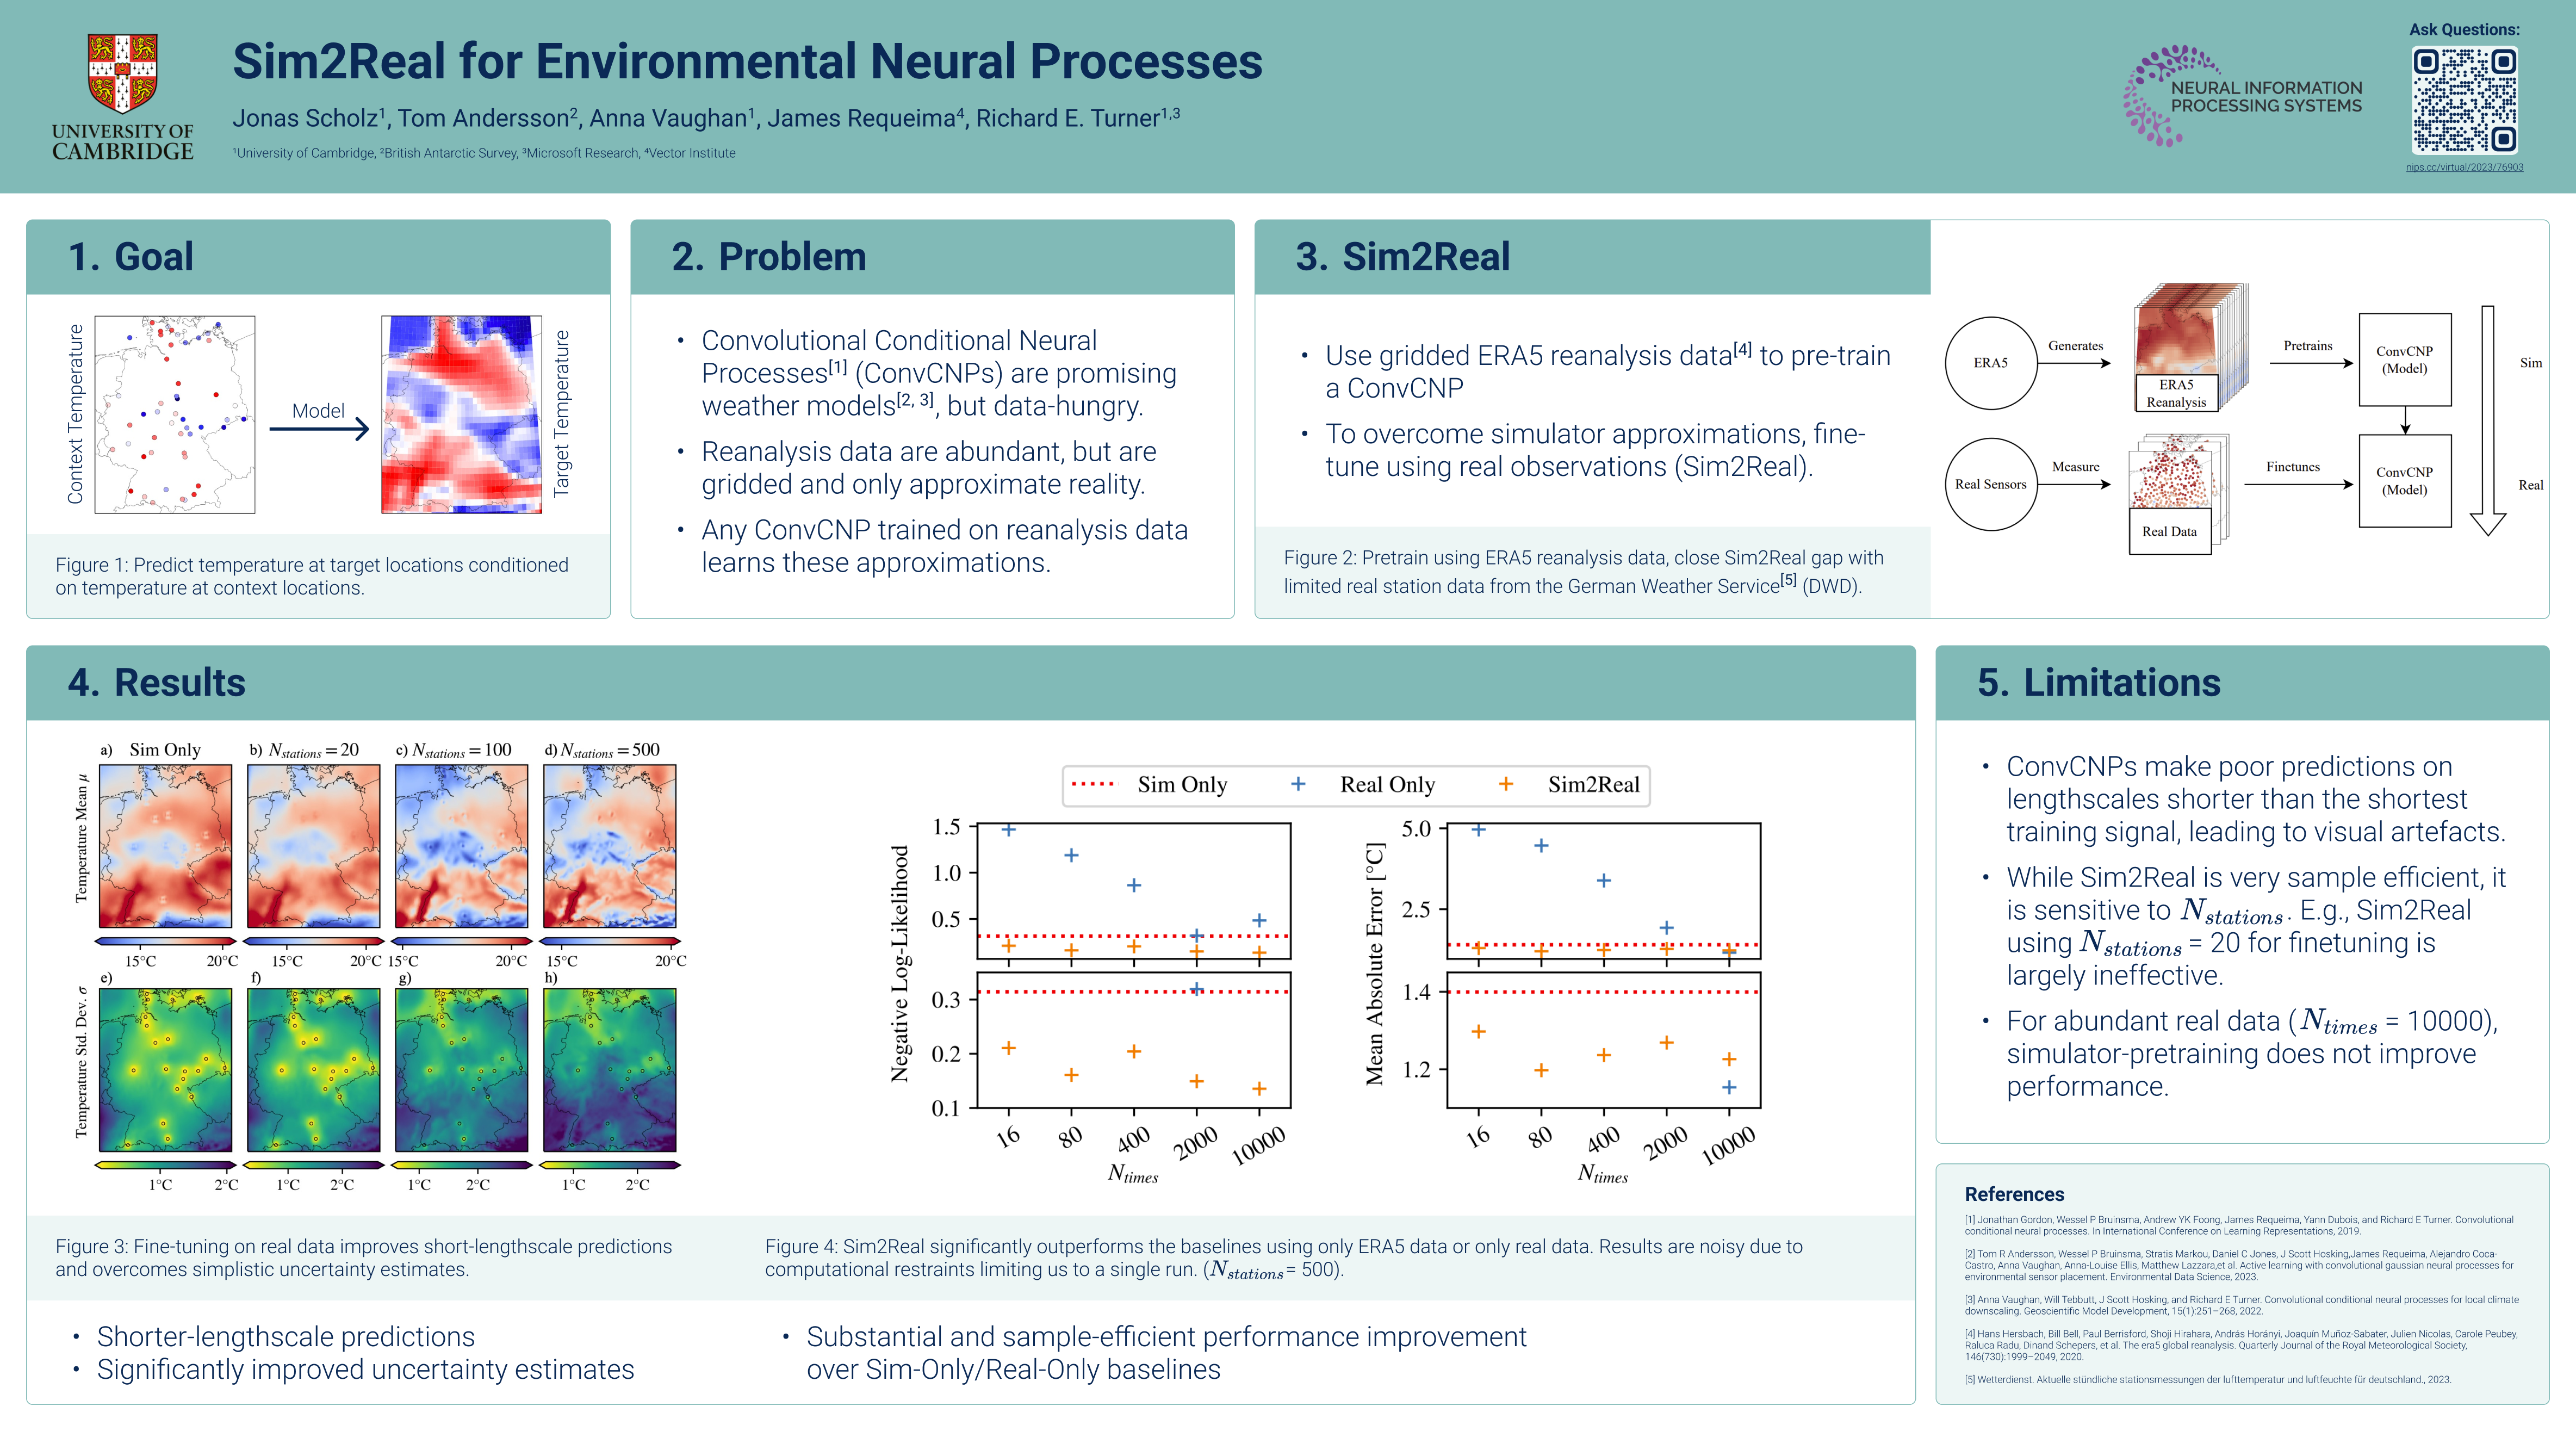 UNIVERSITY OF
CAMBRIDGE
Sim2Real for Environmental Neural Processes
Jonas Scholz¹, Tom Andersson², Anna Vaughan¹, James Requeima⁴, Richard E. Turner¹,³
¹University of Cambridge, ²British Antarctic Survey, ³Microsoft Research, ⁴Vector Institute
NEURAL INFORMATION
PROCESSING SYSTEMS
Ask Questions:
nips.cc/virtual/2023/76903
1. Goal
Context Temperature
Model
Target Temperature
Figure 1: Predict temperature at target locations conditioned
on temperature at context locations.
2. Problem
• Convolutional Conditional Neural
Processes[1] (ConvCNPs) are promising
weather models[2, 3], but data-hungry.
• Reanalysis data are abundant, but are
gridded and only approximate reality.
• Any ConvCNP trained on reanalysis data
learns these approximations.
3. Sim2Real
• Use gridded ERA5 reanalysis data[4] to pre-train
a ConvCNP
• To overcome simulator approximations, fine-
tune using real observations (Sim2Real).
Figure 2: Pretrain using ERA5 reanalysis data, close Sim2Real gap with
limited real station data from the German Weather Service[5] (DWD).
ERA5
Generates
ERA5
Reanalysis
Pretrains
ConvCNP
(Model)
Sim
Real Sensors
Measure
Real Data
Finetunes
ConvCNP
(Model)
Real
4. Results
a) Sim Only
b) Nstations = 20
c) Nstations = 100
d) Nstations = 500
Temperature Mean μ
15°C 20°C 15°C 20°C 15°C 20°C 15°C 20°C
e) f) g) h)
Temperature Std. Dev. σ
1°C 2°C 1°C 2°C 1°C 2°C 1°C 2°C
Sim Only Real Only Sim2Real
Negative Log-Likelihood
1.5
1.0
0.5
0.3
0.2
0.1
16 80 400 2000 10000
Ntimes
Mean Absolute Error [°C]
5.0
2.5
1.4
1.2
16 80 400 2000 10000
Ntimes
Figure 3: Fine-tuning on real data improves short-lengthscale predictions
and overcomes simplistic uncertainty estimates.
Figure 4: Sim2Real significantly outperforms the baselines using only ERA5 data or only real data. Results are noisy due to
computational restraints limiting us to a single run. (Nstations = 500).
• Shorter-lengthscale predictions
• Significantly improved uncertainty estimates
• Substantial and sample-efficient performance improvement
over Sim-Only/Real-Only baselines
5. Limitations
• ConvCNPs make poor predictions on
lengthscales shorter than the shortest
training signal, leading to visual artefacts.
• While Sim2Real is very sample efficient, it
is sensitive to Nstations. E.g., Sim2Real
using Nstations = 20 for finetuning is
largely ineffective.
• For abundant real data (Ntimes = 10000),
simulator-pretraining does not improve
performance.
References
[1] Jonathan Gordon, Wessel P Bruinsma, Andrew YK Foong, James Requeima, Yann Dubois, and Richard E Turner. Convolutional
conditional neural processes. In International Conference on Learning Representations, 2019.
[2] Tom R Andersson, Wessel P Bruinsma, Stratis Markou, Daniel C Jones, J Scott Hosking,James Requeima, Alejandro Coca-
Castro, Anna Vaughan, Anna-Louise Ellis, Matthew Lazzara,et al. Active learning with convolutional gaussian neural processes for
environmental sensor placement. Environmental Data Science, 2023.
[3] Anna Vaughan, Will Tebbutt, J Scott Hosking, and Richard E Turner. Convolutional conditional neural processes for local climate
downscaling. Geoscientific Model Development, 15(1):251–268, 2022.
[4] Hans Hersbach, Bill Bell, Paul Berrisford, Shoji Hirahara, András Horányi, Joaquín Muñoz-Sabater, Julien Nicolas, Carole Peubey,
Raluca Radu, Dinand Schepers, et al. The era5 global reanalysis. Quarterly Journal of the Royal Meteorological Society,
146(730):1999–2049, 2020.
[5] Wetterdienst. Aktuelle stündliche stationsmessungen der lufttemperatur und luftfeuchte für deutschland., 2023.